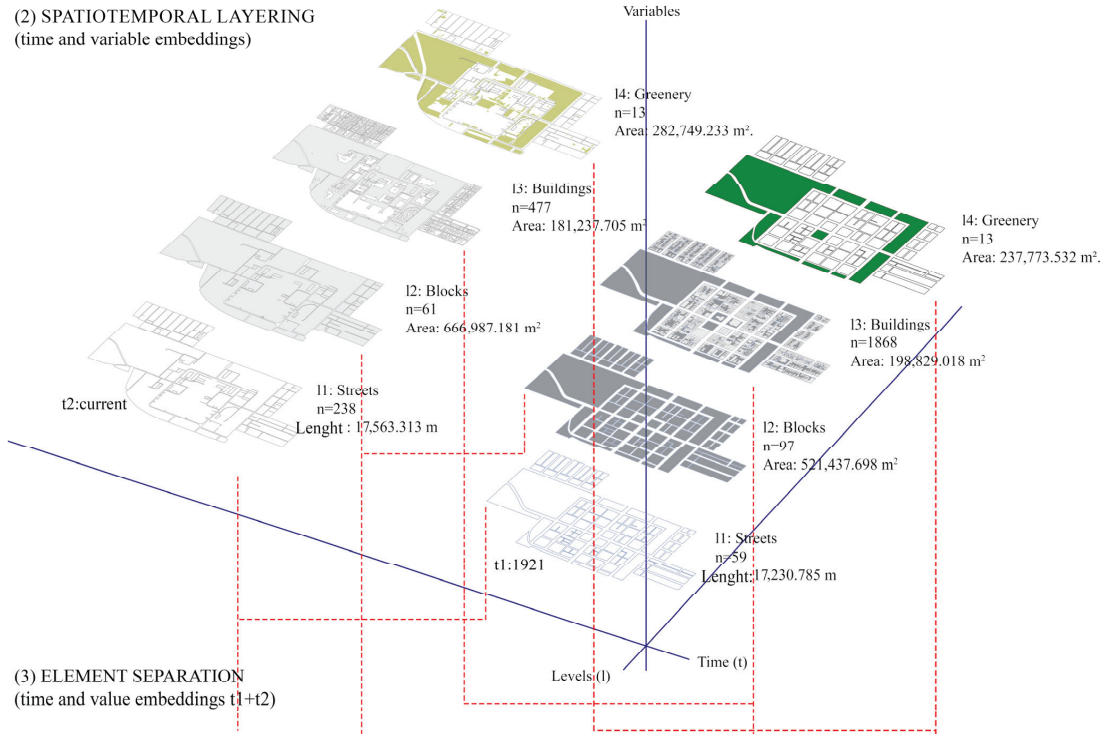 (2) SPATIOTEMPORAL LAYERING
(time and variable embeddings)
Variables
l4: Greenery
n=13
Area: 282,749.233 m².
l3: Buildings
n=477
Area: 181,237.705 m²
l2: Blocks
n=61
Area: 666,987.181 m²
l1: Streets
n=238
Lenght : 17,563.313 m
t2:current
l4: Greenery
n=13
Area: 237,773.532 m².
l3: Buildings
n=1868
Area: 198,829.018 m²
l2: Blocks
n=97
Area: 521,437.698 m²
l1: Streets
n=59
Lenght:17,230.785 m
t1:1921
Time (t)
Levels (l)
(3) ELEMENT SEPARATION
(time and value embeddings t1+t2)